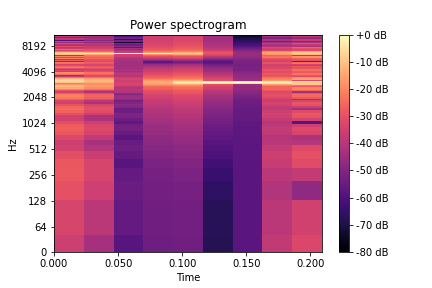 Power spectrogram
Hz
8192
4096
2048
1024
512
256
128
64
0
0.000 0.050 0.100 0.150 0.200
Time
+0 dB
-10 dB
-20 dB
-30 dB
-40 dB
-50 dB
-60 dB
-70 dB
-80 dB